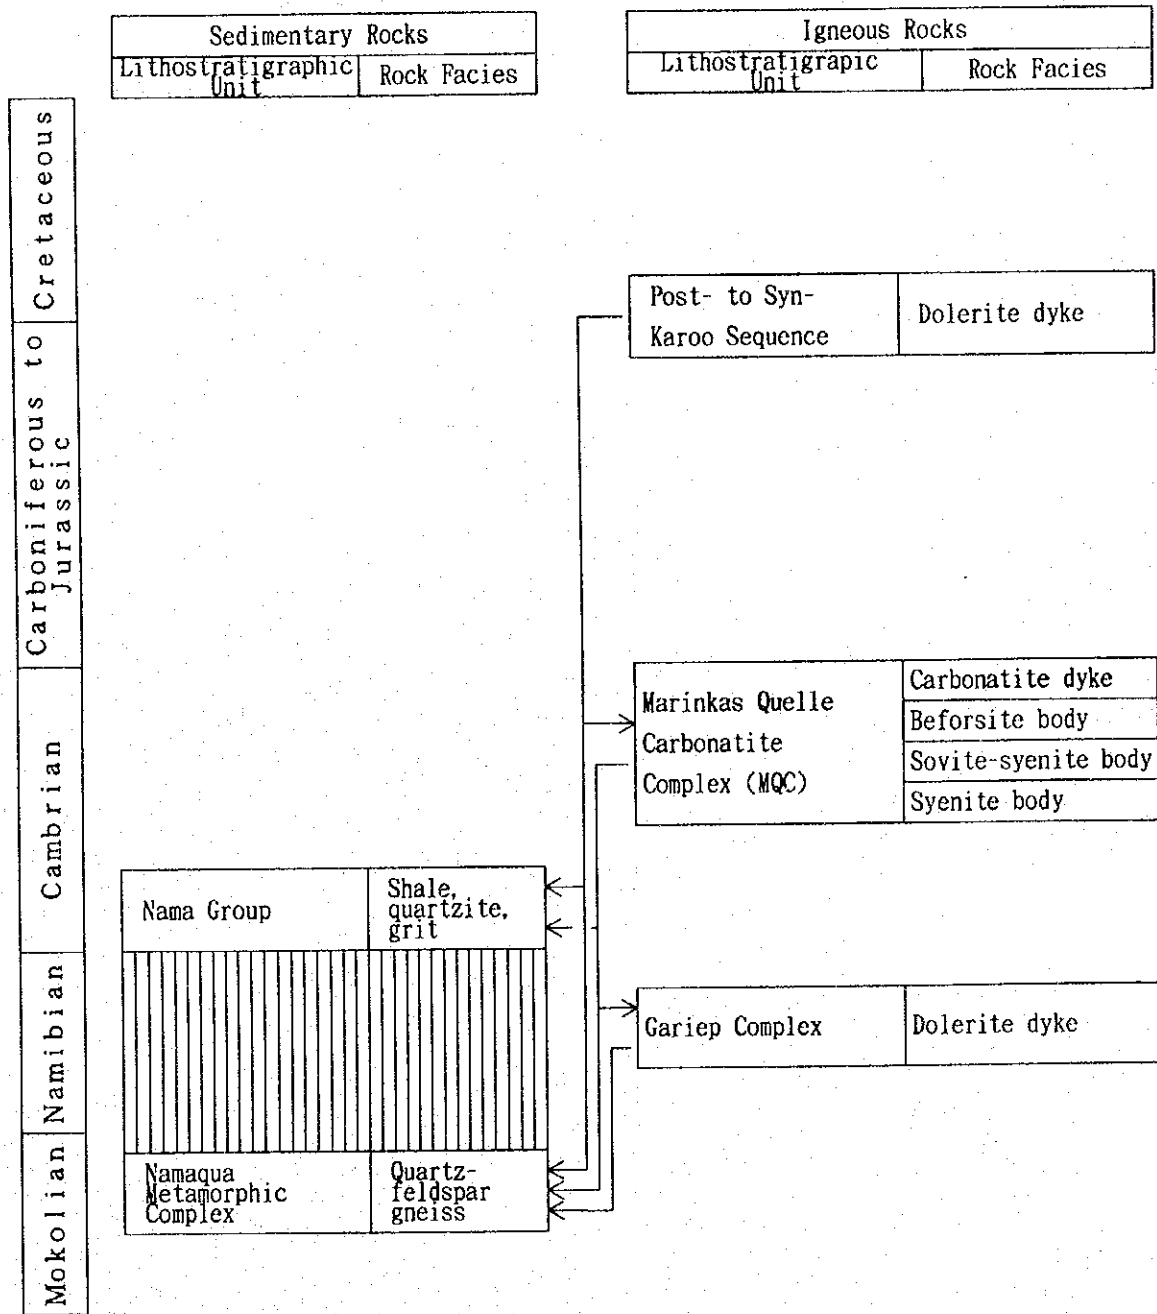 Sedimentary Rocks
Lithostratigraphic
Unit
Rock Facies
Igneous Rocks
Lithostratigrapic
Unit
Rock Facies
Cretaceous
Carboniferous to
Jurassic
Cambrian
Namibian
Mokolian
Post- to Syn-
Karoo Sequence
Dolerite dyke
Marinkas Quelle
Carbonatite
Complex (MQC)
Carbonatite dyke
Beforsite body
Sovite-syenite body
Syenite body
Nama Group
Shale,
quartzite,
grit
Gariep Complex
Dolerite dyke
Namaqua
Metamorphic
Complex
Quartz-
feldspar
gneiss